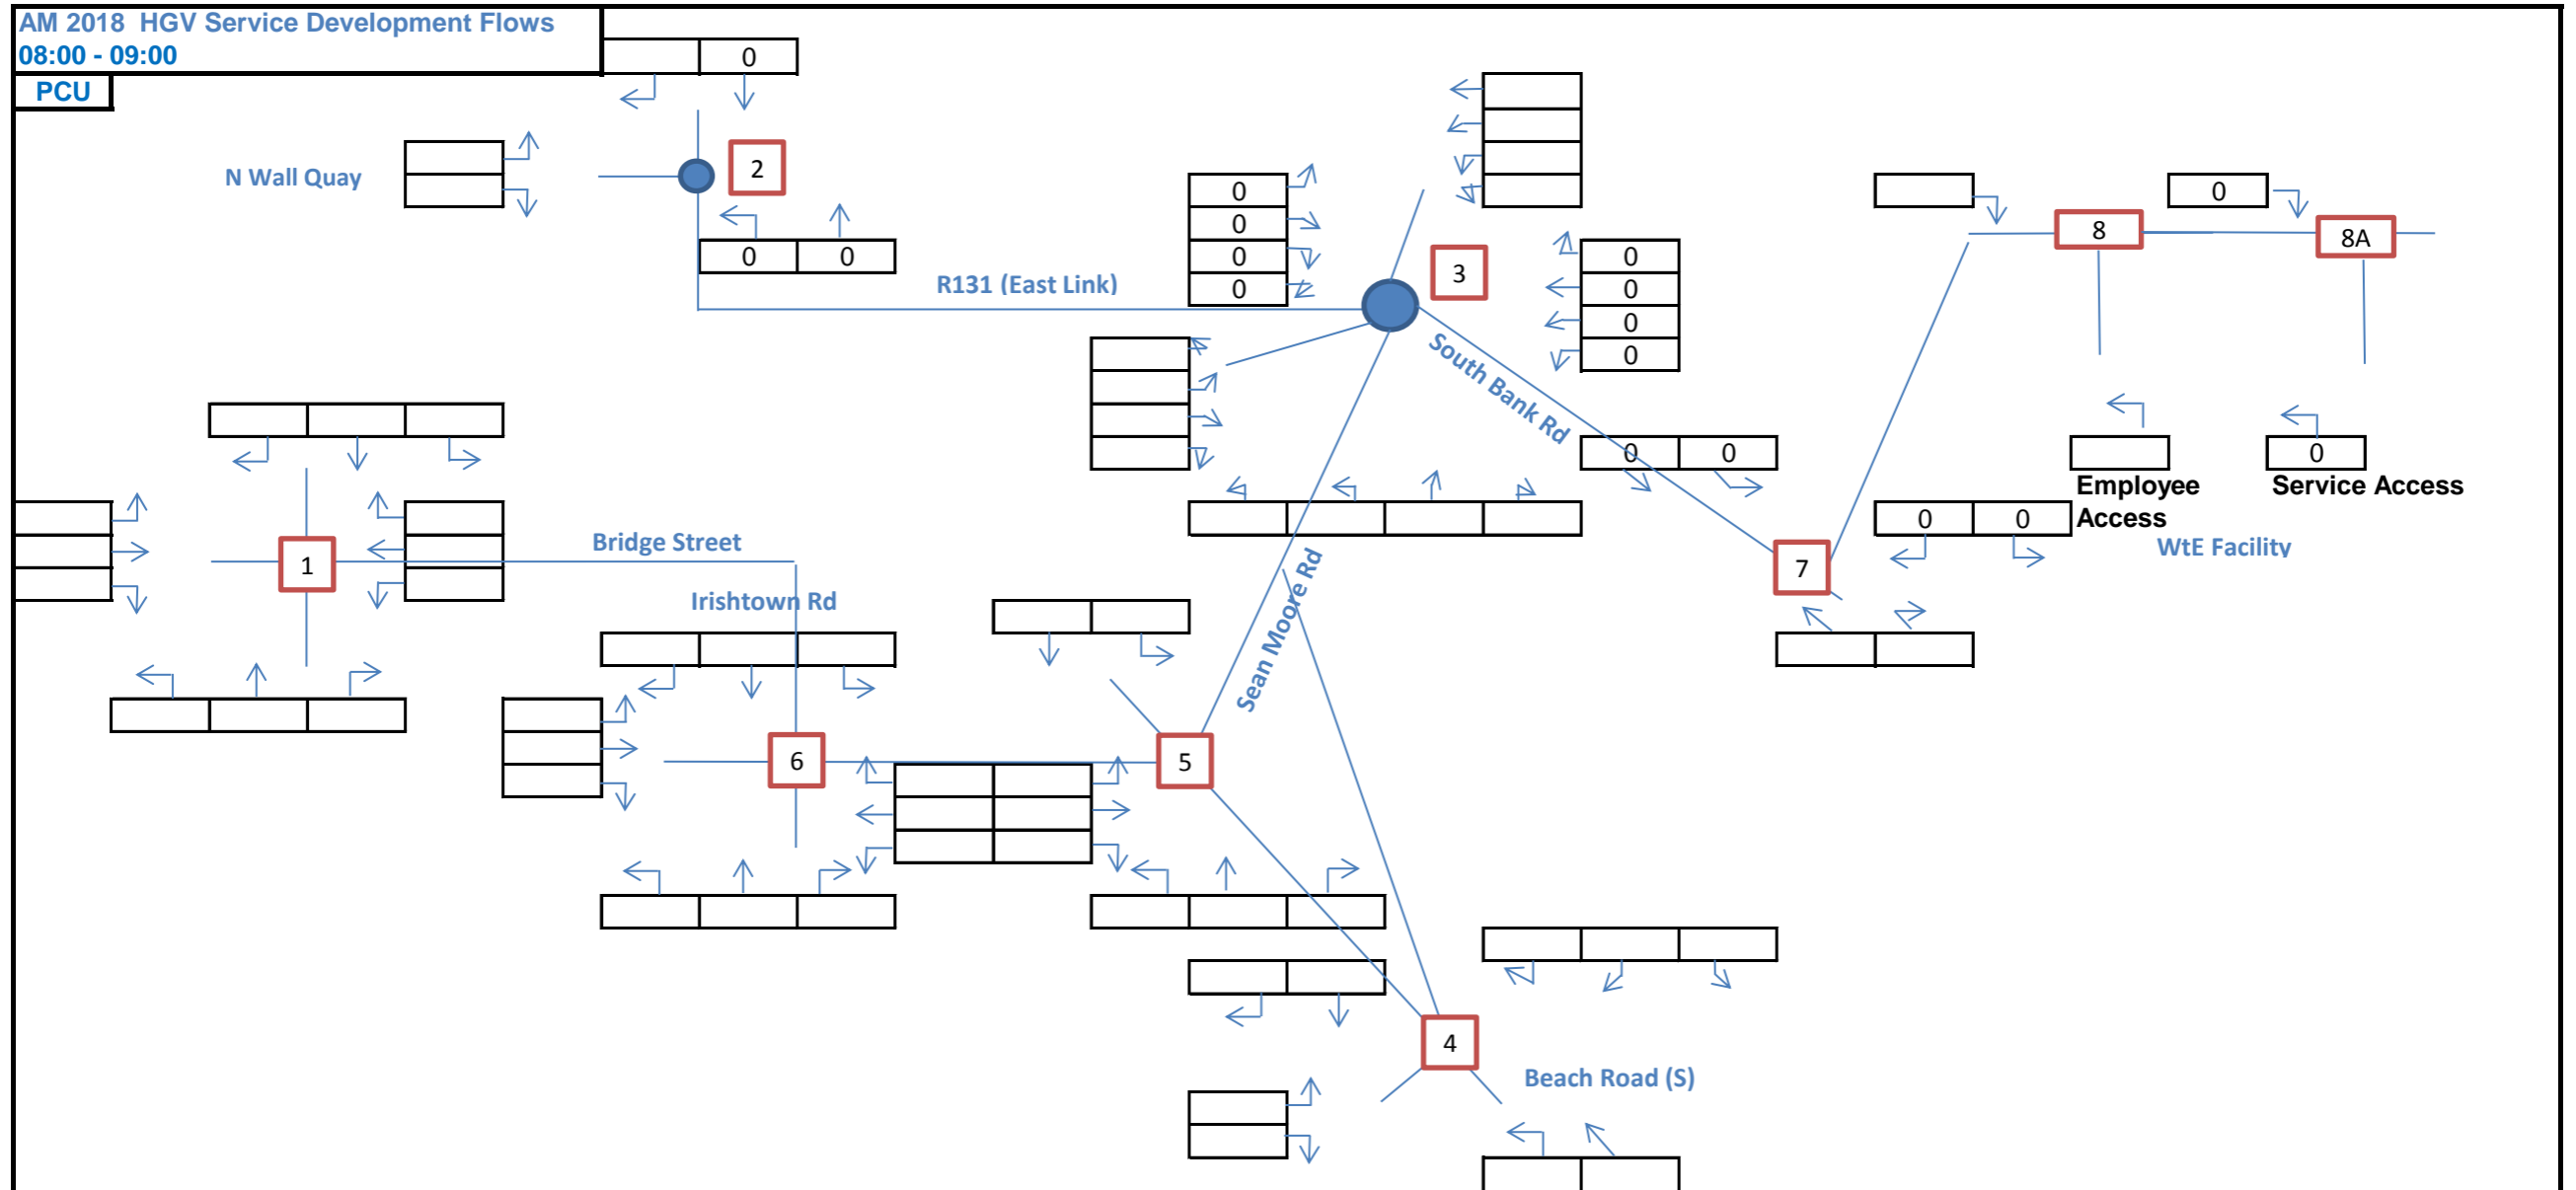 AM 2018  HGV Service Development Flows
08:00 - 09:00
PCU
0
N Wall Quay
2
0 0
R131 (East Link)
0
0
0
0
3
0
0
0
0
South Bank Rd
0 0
0
8
8A
0
Employee
Access
Service Access
WtE Facility
0 0
7
1
Bridge Street
Irishtown Rd
Sean Moore Rd
6
5
4
Beach Road (S)